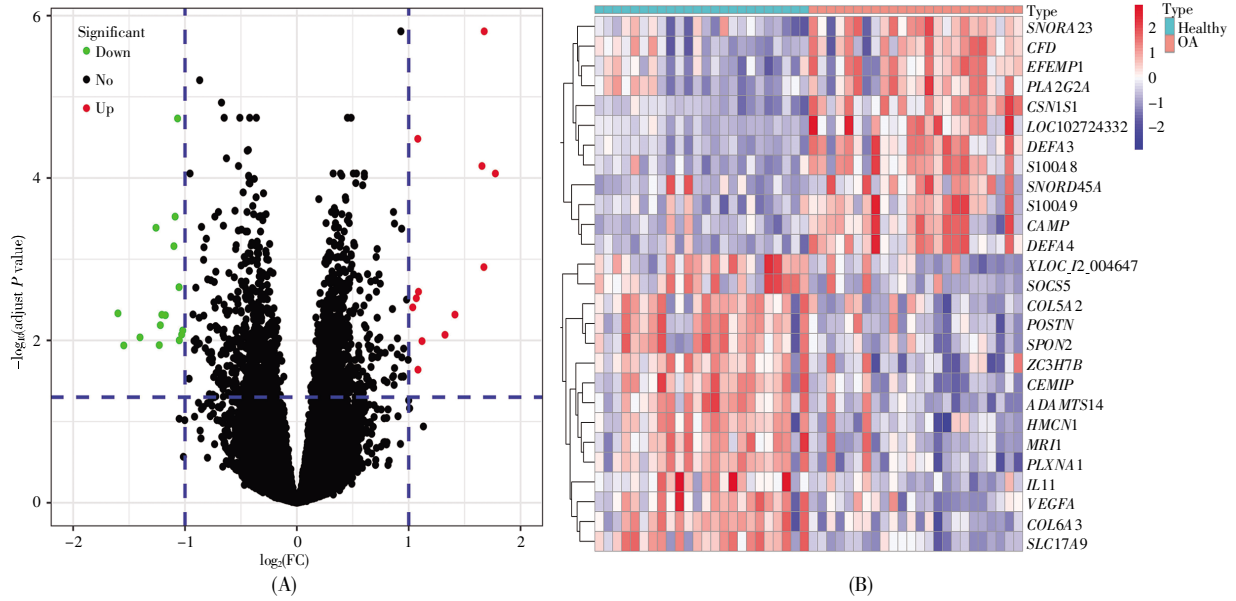 Significant
Down
No
Up
6
4
2
0
−log₁₀(adjust P value)
−2
−1
0
1
2
log₂(FC)
(A)
Type
SNORA23
CFD
EFEMP1
PLA2G2A
CSN1S1
LOC102724332
DEFA3
S100A8
SNORD45A
S100A9
CAMP
DEFA4
XLOC_I2_004647
SOCS5
COL5A2
POSTN
SPON2
ZC3H7B
CEMIP
ADAMTS14
HMCN1
MRI1
PLXNA1
IL11
VEGFA
COL6A3
SLC17A9
2
1
0
−1
−2
Type
Healthy
OA
(B)